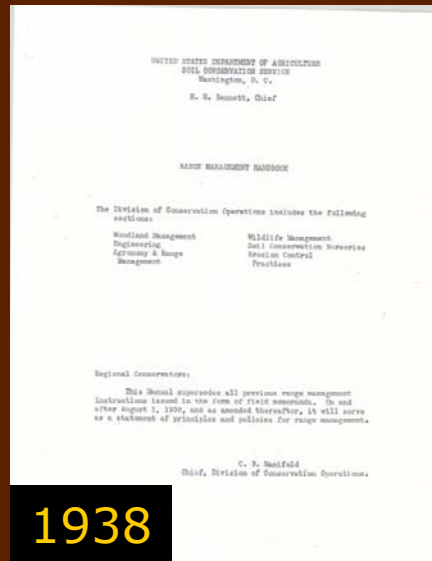 UNITED STATES DEPARTMENT OF AGRICULTURE
SOIL CONSERVATION SERVICE
Washington, D. C.
H. H. Bennett, Chief
RANGE MANAGEMENT HANDBOOK
The Division of Conservation Operations includes the following
sections:
Woodland Management
Engineering
Agronomy & Range
Management
Wildlife Management
Soil Conservation Nurseries
Erosion Control
Practices
Regional Conservators:
This Manual supersedes all previous range management
instructions issued in the form of field memoranda. On and
after August 1, 1938, and as amended thereafter, it will serve
as a statement of principles and policies for range management.
C. B. Manifold
Chief, Division of Conservation Operations.
1938